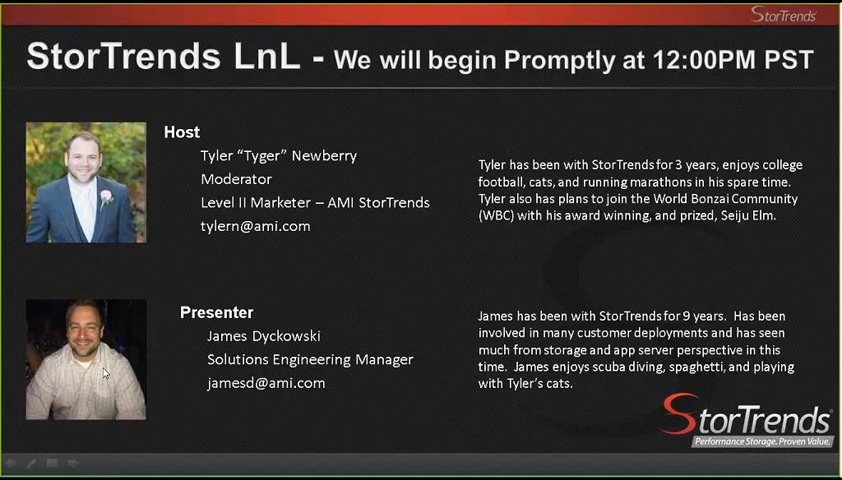 StorTrends
StorTrends LnL - We will begin Promptly at 12:00PM PST
Host
Tyler “Tyger” Newberry
Moderator
Level II Marketer – AMI StorTrends
tylern@ami.com
Tyler has been with StorTrends for 3 years, enjoys college
football, cats, and running marathons in his spare time.
Tyler also has plans to join the World Bonzai Community
(WBC) with his award winning, and prized, Seiju Elm.
Presenter
James Dyckowski
Solutions Engineering Manager
jamesd@ami.com
James has been with StorTrends for 9 years.  Has been
involved in many customer deployments and has seen
much from storage and app server perspective in this
time.  James enjoys scuba diving, spaghetti, and playing
with Tyler’s cats.
StorTrends®
Performance Storage. Proven Value.